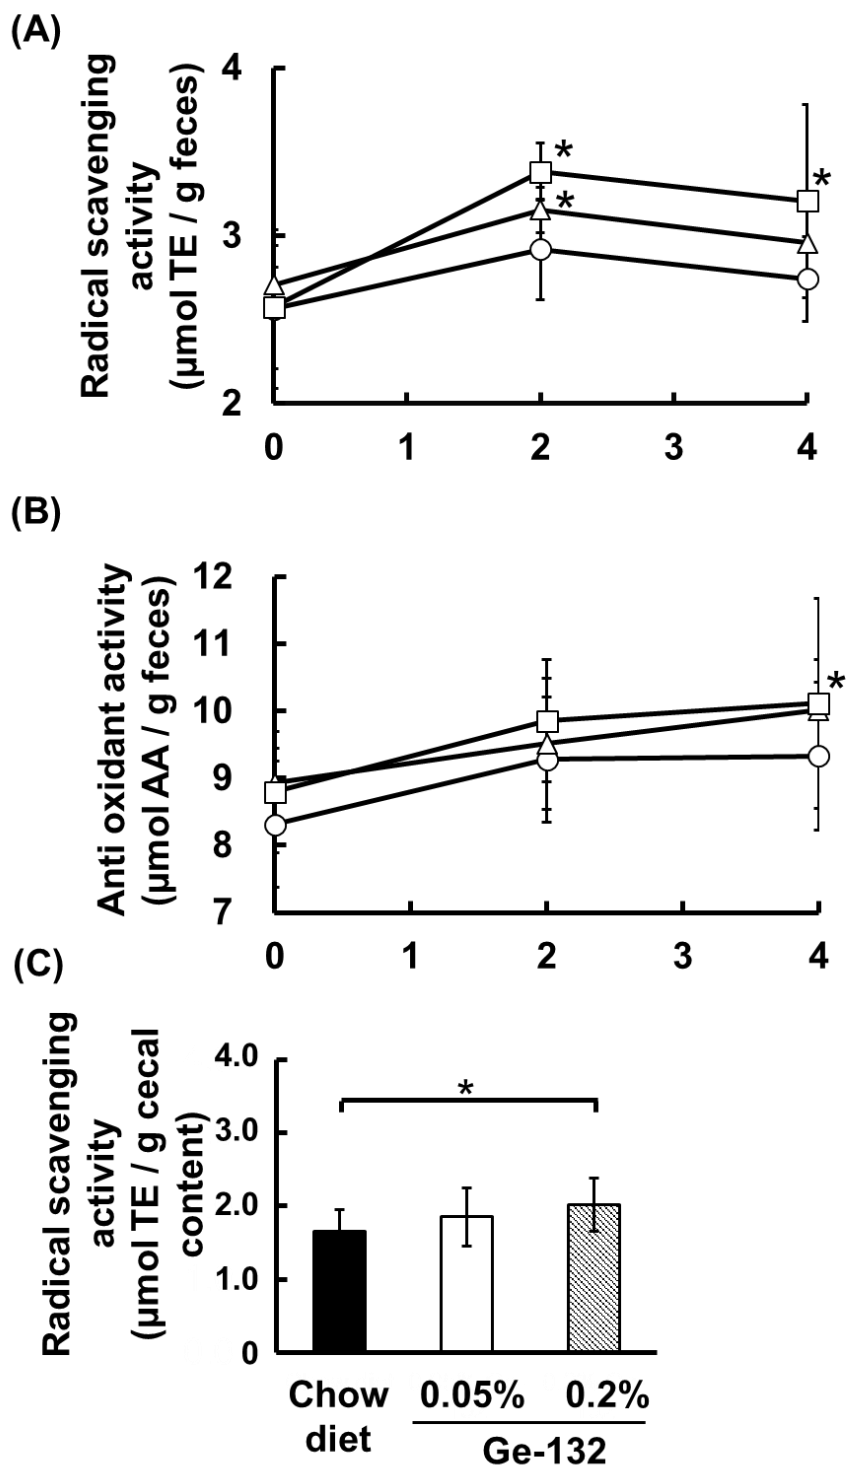 (A)
Radical scavenging
activity
(µmol TE / g feces)
4
3
2
*
*
*
0 1 2 3 4
(B)
Anti oxidant activity
(µmol AA / g feces)
12
11
10
9
8
7
*
0 1 2 3 4
(C)
Radical scavenging
activity
(µmol TE / g cecal
content)
4.0
3.0
2.0
1.0
0
*
Chow
diet
0.05% 0.2%
Ge-132